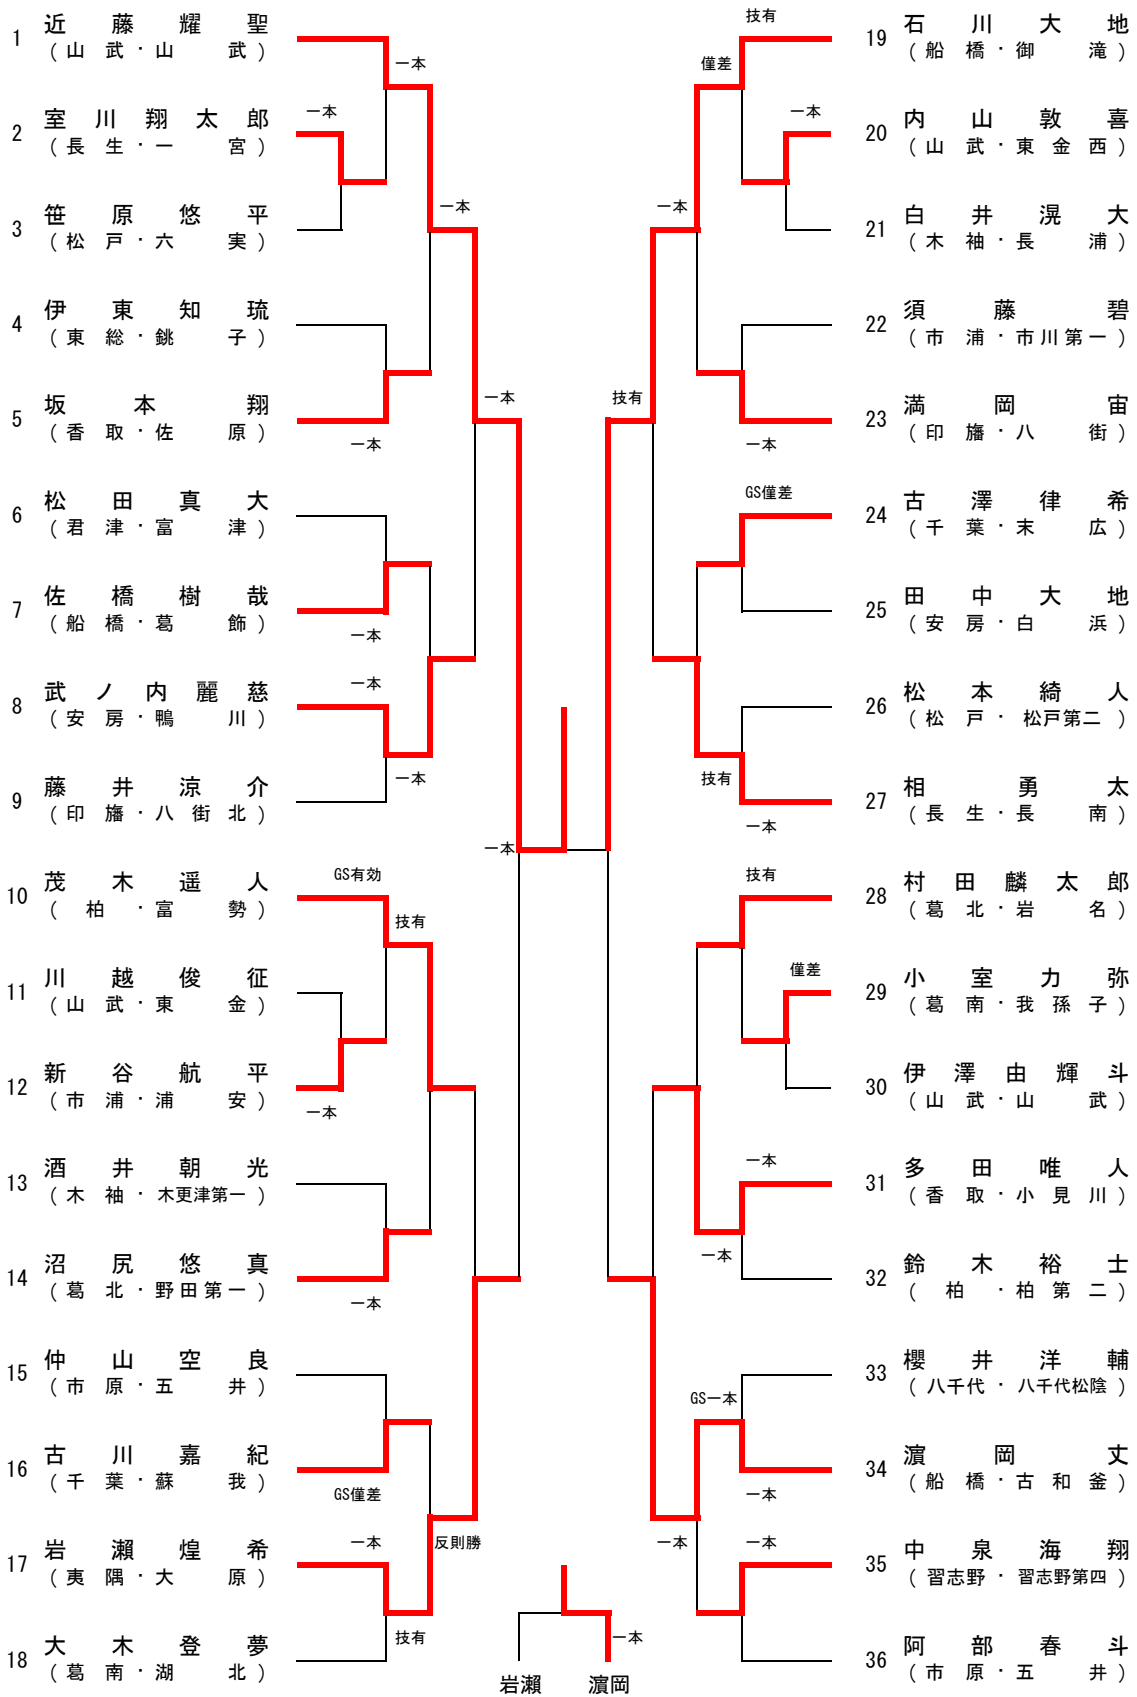 1 近藤耀聖
(山武・山武)
一本
2 室川翔太郎
(長生・一宮)
一本
3 笹原悠平
(松戸・六実)
一本
4 伊東知琉
(東総・銚子)
5 坂本翔
(香取・佐原)
一本
一本
6 松田真大
(君津・富津)
7 佐橋樹哉
(船橋・葛飾)
一本
8 武ノ内麗慈
(安房・鴨川)
一本
一本
9 藤井涼介
(印旛・八街北)
一本
10 茂木遥人
(柏・富勢)
GS有効
技有
11 川越俊征
(山武・東金)
12 新谷航平
(市浦・浦安)
一本
13 酒井朝光
(木袖・木更津第一)
14 沼尻悠真
(葛北・野田第一)
一本
15 仲山空良
(市原・五井)
16 古川嘉紀
(千葉・蘇我)
GS僅差
反則勝
17 岩瀬煌希
(夷隅・大原)
一本
技有
18 大木登夢
(葛南・湖北)
19 石川大地
(船橋・御滝)
技有
僅差
20 内山敦喜
(山武・東金西)
一本
21 白井滉大
(木袖・長浦)
一本
22 須藤碧
(市浦・市川第一)
23 満岡宙
(印旛・八街)
一本
技有
24 古澤律希
(千葉・末広)
GS僅差
25 田中大地
(安房・白浜)
26 松本綺人
(松戸・松戸第二)
27 相勇太
(長生・長南)
技有
一本
28 村田麟太郎
(葛北・岩名)
技有
29 小室力弥
(葛南・我孫子)
僅差
30 伊澤由輝斗
(山武・山武)
31 多田唯人
(香取・小見川)
一本
一本
32 鈴木裕士
(柏・柏第二)
33 櫻井洋輔
(八千代・八千代松陰)
GS一本
34 濵岡丈
(船橋・古和釜)
一本
35 中泉海翔
(習志野・習志野第四)
一本
一本
36 阿部春斗
(市原・五井)
一本
岩瀬 濵岡